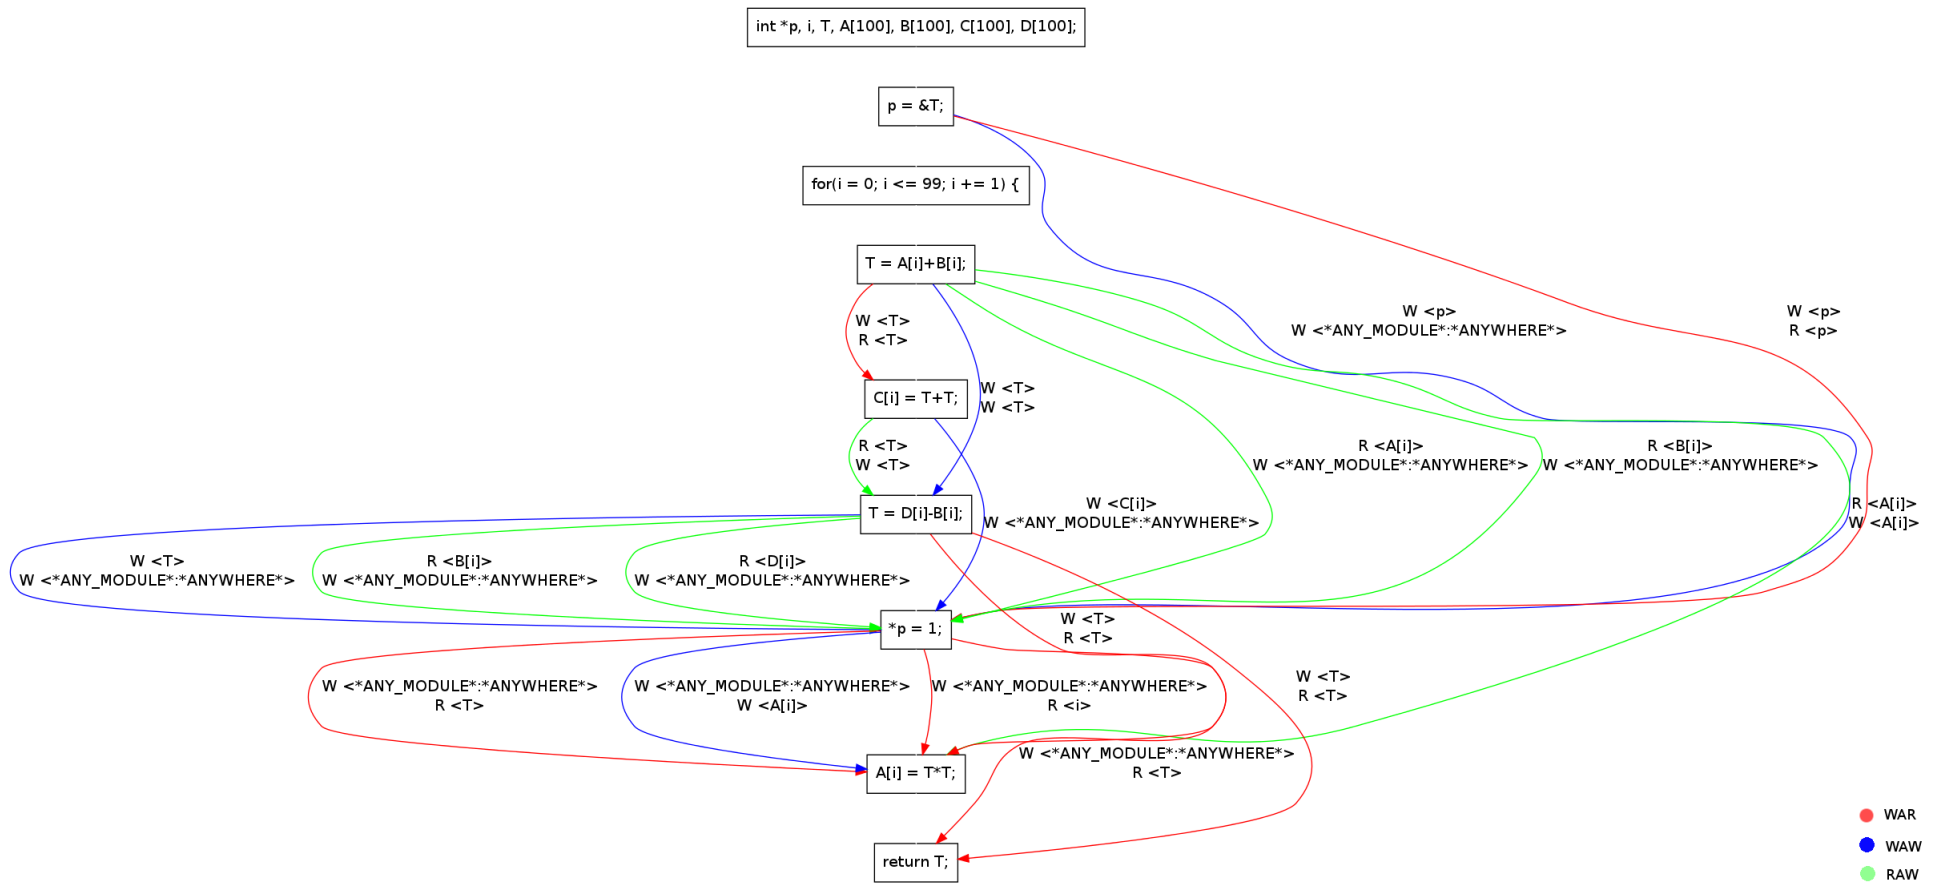 int *p, i, T, A[100], B[100], C[100], D[100];
p = &T;
for(i = 0; i <= 99; i += 1) {
T = A[i]+B[i];
W <T>
R <T>
W <p>
W <*ANY_MODULE*:*ANYWHERE*>
W <p>
R <p>
C[i] = T+T;
W <T>
W <T>
R <T>
W <T>
R <A[i]>
W <*ANY_MODULE*:*ANYWHERE*>
R <B[i]>
W <*ANY_MODULE*:*ANYWHERE*>
T = D[i]-B[i];
W <C[i]>
W <*ANY_MODULE*:*ANYWHERE*>
R <A[i]>
W <A[i]>
W <T>
W <*ANY_MODULE*:*ANYWHERE*>
R <B[i]>
W <*ANY_MODULE*:*ANYWHERE*>
R <D[i]>
W <*ANY_MODULE*:*ANYWHERE*>
*p = 1;
W <T>
R <T>
W <*ANY_MODULE*:*ANYWHERE*>
R <T>
W <*ANY_MODULE*:*ANYWHERE*>
W <A[i]>
W <*ANY_MODULE*:*ANYWHERE*>
R <i>
W <T>
R <T>
A[i] = T*T;
W <*ANY_MODULE*:*ANYWHERE*>
R <T>
return T;
WAR
WAW
RAW